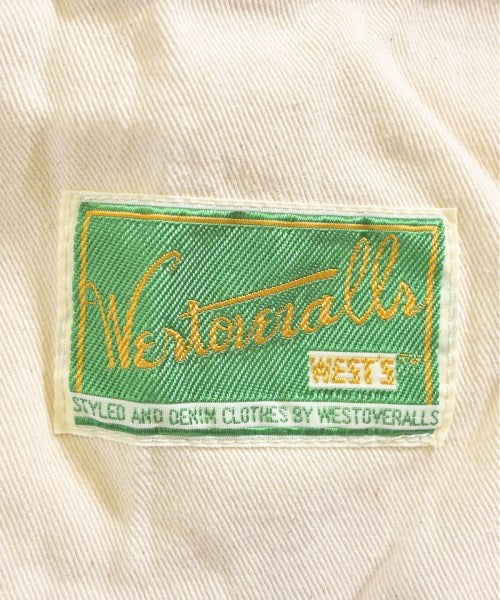 Westoveralls
WEST'S™
STYLED AND DENIM CLOTHES BY WESTOVERALLS